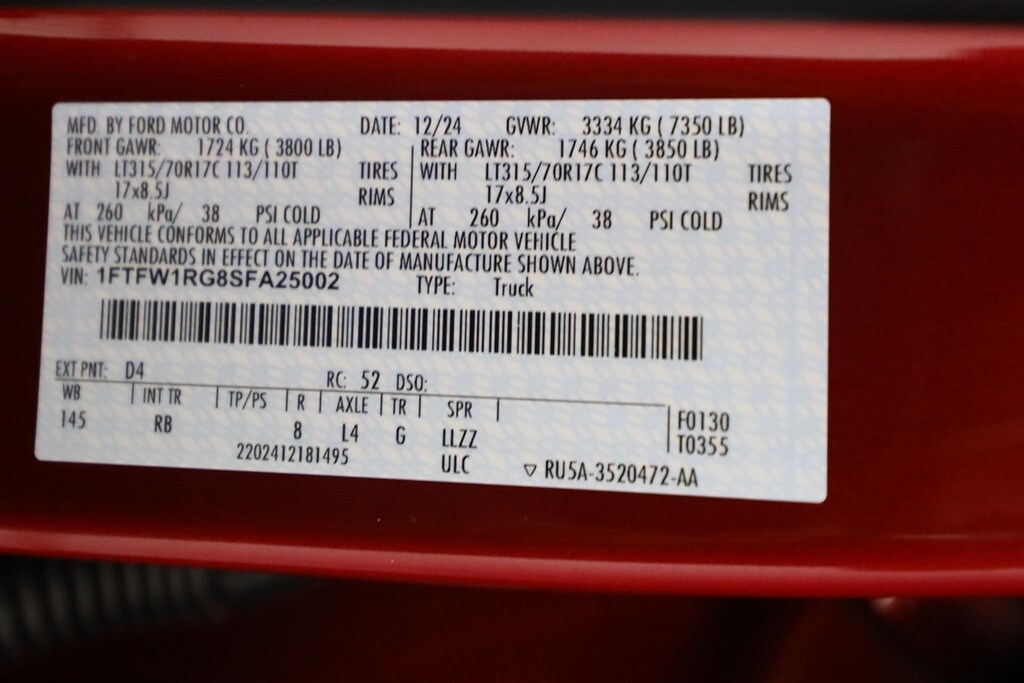 MFD. BY FORD MOTOR CO. DATE: 12/24 GVWR: 3334 KG ( 7350 LB)
FRONT GAWR: 1724 KG ( 3800 LB) REAR GAWR: 1746 KG ( 3850 LB)
WITH LT315/70R17C 113/110T TIRES WITH LT315/70R17C 113/110T TIRES
17x8.5J RIMS 17x8.5J RIMS
AT 260 kPa/ 38 PSI COLD AT 260 kPa/ 38 PSI COLD
THIS VEHICLE CONFORMS TO ALL APPLICABLE FEDERAL MOTOR VEHICLE
SAFETY STANDARDS IN EFFECT ON THE DATE OF MANUFACTURE SHOWN ABOVE.
VIN: 1FTFW1RG8SFA25002 TYPE: Truck
EXT PNT: D4 RC: 52 DSO:
WB INT TR TP/PS R AXLE TR SPR F0130
145 RB 8 L4 G LLZZ T0355
2202412181495 ULC ▽ RU5A-3520472-AA